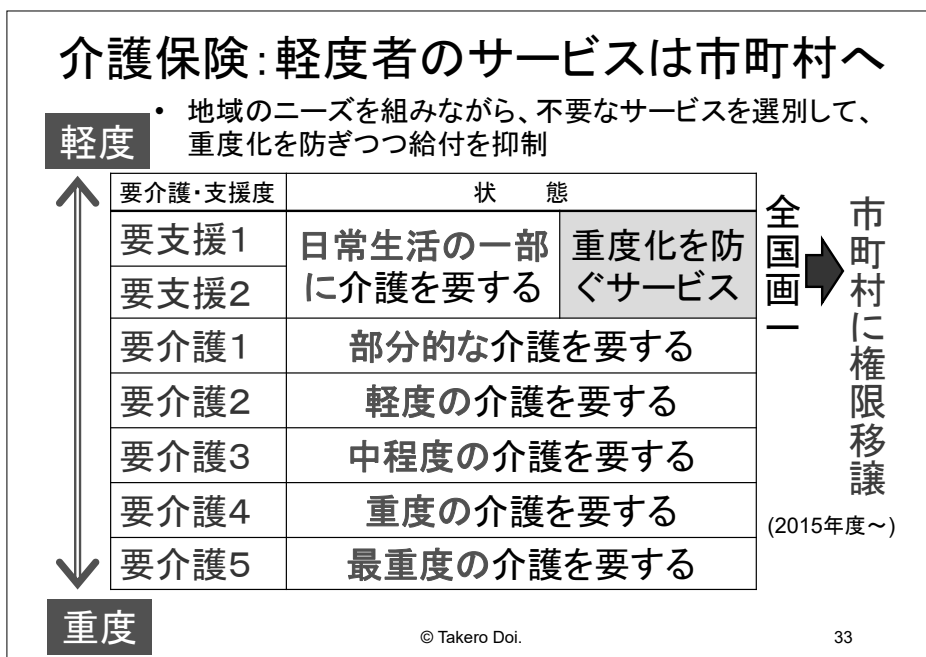 介護保険：軽度者のサービスは市町村へ
• 地域のニーズを組みながら、不要なサービスを選別して、
重度化を防ぎつつ給付を抑制
軽度
要介護・支援度 状　態
要支援１
要支援２
日常生活の一部
に介護を要する
重度化を防
ぐサービス
要介護１ 部分的な介護を要する
要介護２ 軽度の介護を要する
要介護３ 中程度の介護を要する
要介護４ 重度の介護を要する
要介護５ 最重度の介護を要する
全国画一
市町村に権限移譲
(2015年度～)
重度
© Takero Doi.
33